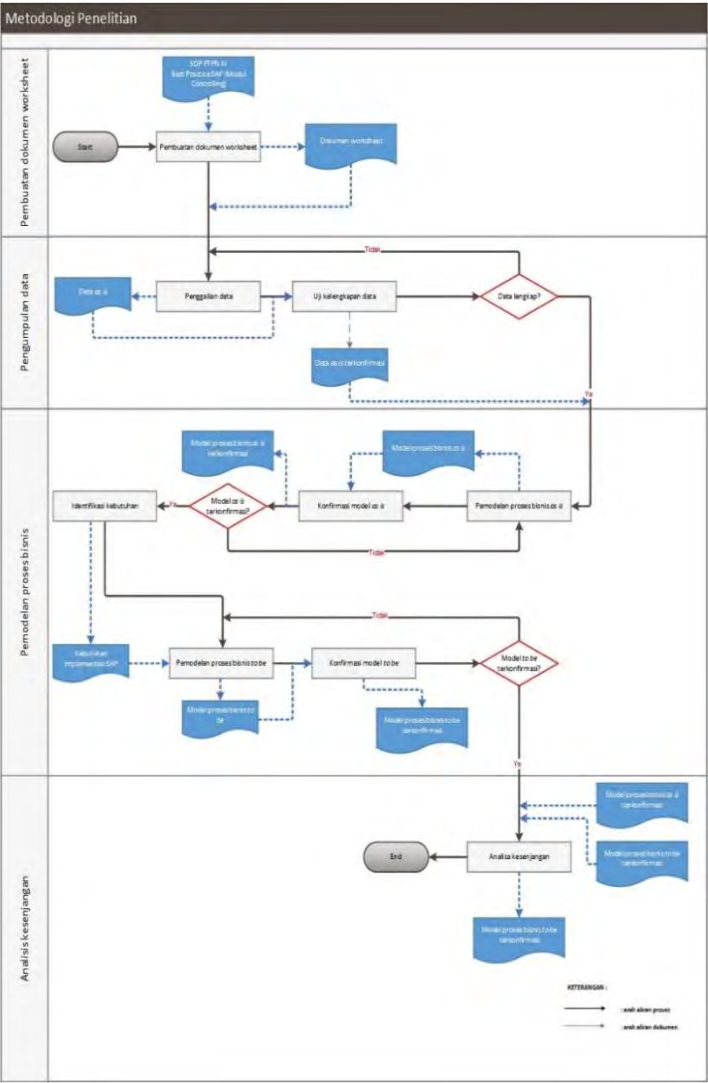 Metodologi Penelitian
Pembuatan dokumen worksheet
SOP PTPN XI
Best Practice SAP (Modul
Controlling)
Start
Pembuatan dokumen worksheet
Dokumen worksheet
Pengumpulan data
Tidak
Data as is
Penggalian data
Uji kelengkapan data
Data lengkap?
Data as is terkonfirmasi
Ya
Pemodelan proses bisnis
Model proses bisnis as is
terkonfirmasi
Model proses bisnis as is
Identifikasi kebutuhan
Ya
Model as is
terkonfirmasi?
Konfirmasi model as is
Pemodelan proses bisnis as is
Tidak
Tidak
Kebutuhan
implementasi SAP
Pemodelan proses bisnis to be
Konfirmasi model to be
Model to be
terkonfirmasi?
Model proses bisnis to
be
Model proses bisnis to be
terkonfirmasi
Ya
Analisis kesenjangan
Model proses bisnis as is
terkonfirmasi
End
Analisa kesenjangan
Model proses bisnis to be
terkonfirmasi
Model proses bisnis to be
terkonfirmasi
KETERANGAN :
: arah aliran proses
: arah aliran dokumen